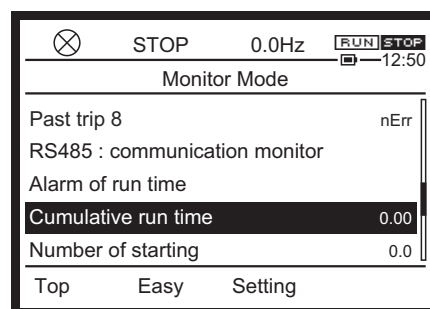 STOP 0.0Hz RUN STOP
12:50
Monitor Mode
Past trip 8 nErr
RS485 : communication monitor
Alarm of run time
Cumulative run time 0.00
Number of starting 0.0
Top Easy Setting